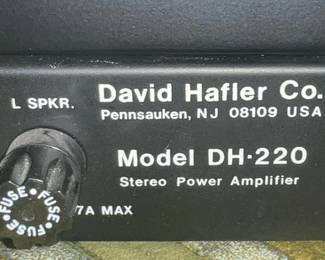 L SPKR. David Hafler Co.
Pennsauken, NJ 08109 USA
Model DH·220
Stereo Power Amplifier
FUSE·FUSE·FUSE·FUSE
7A MAX